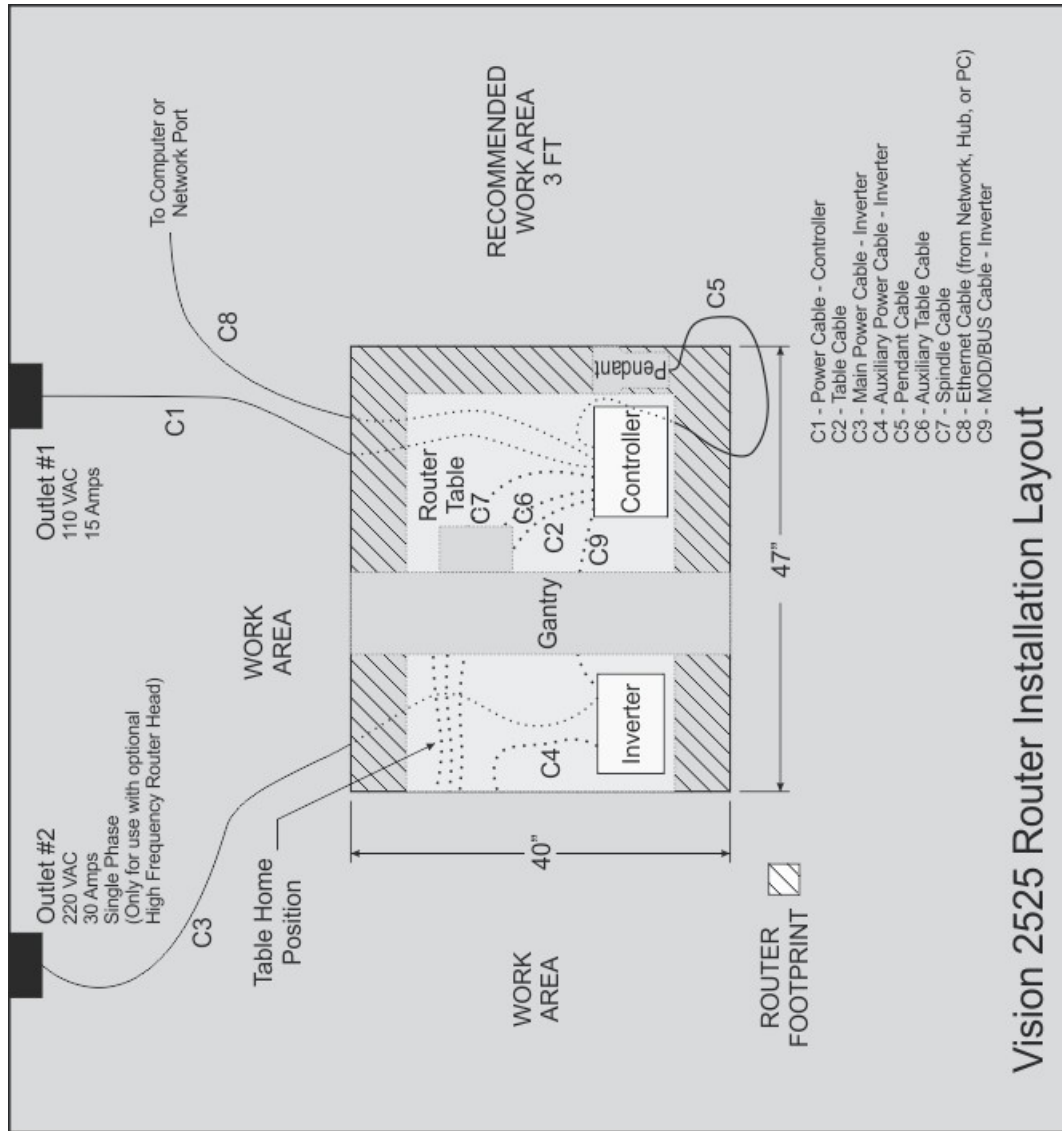 Outlet #2
220 VAC
30 Amps
Single Phase
(Only for use with optional
High Frequency Router Head)
Outlet #1
110 VAC
15 Amps
C3
C1
C8
To Computer or
Network Port
WORK
AREA
Table Home
Position
RECOMMENDED
WORK AREA
3 FT
WORK
AREA
Router
Table
C7
C6
C2
C9
C4
Gantry
Inverter
Controller
Pendant
C5
40”
47”
ROUTER
FOOTPRINT
C1 - Power Cable - Controller
C2 - Table Cable
C3 - Main Power Cable - Inverter
C4 - Auxiliary Power Cable - Inverter
C5 - Pendant Cable
C6 - Auxiliary Table Cable
C7 - Spindle Cable
C8 - Ethernet Cable (from Network, Hub, or PC)
C9 - MOD/BUS Cable - Inverter
Vision 2525 Router Installation Layout